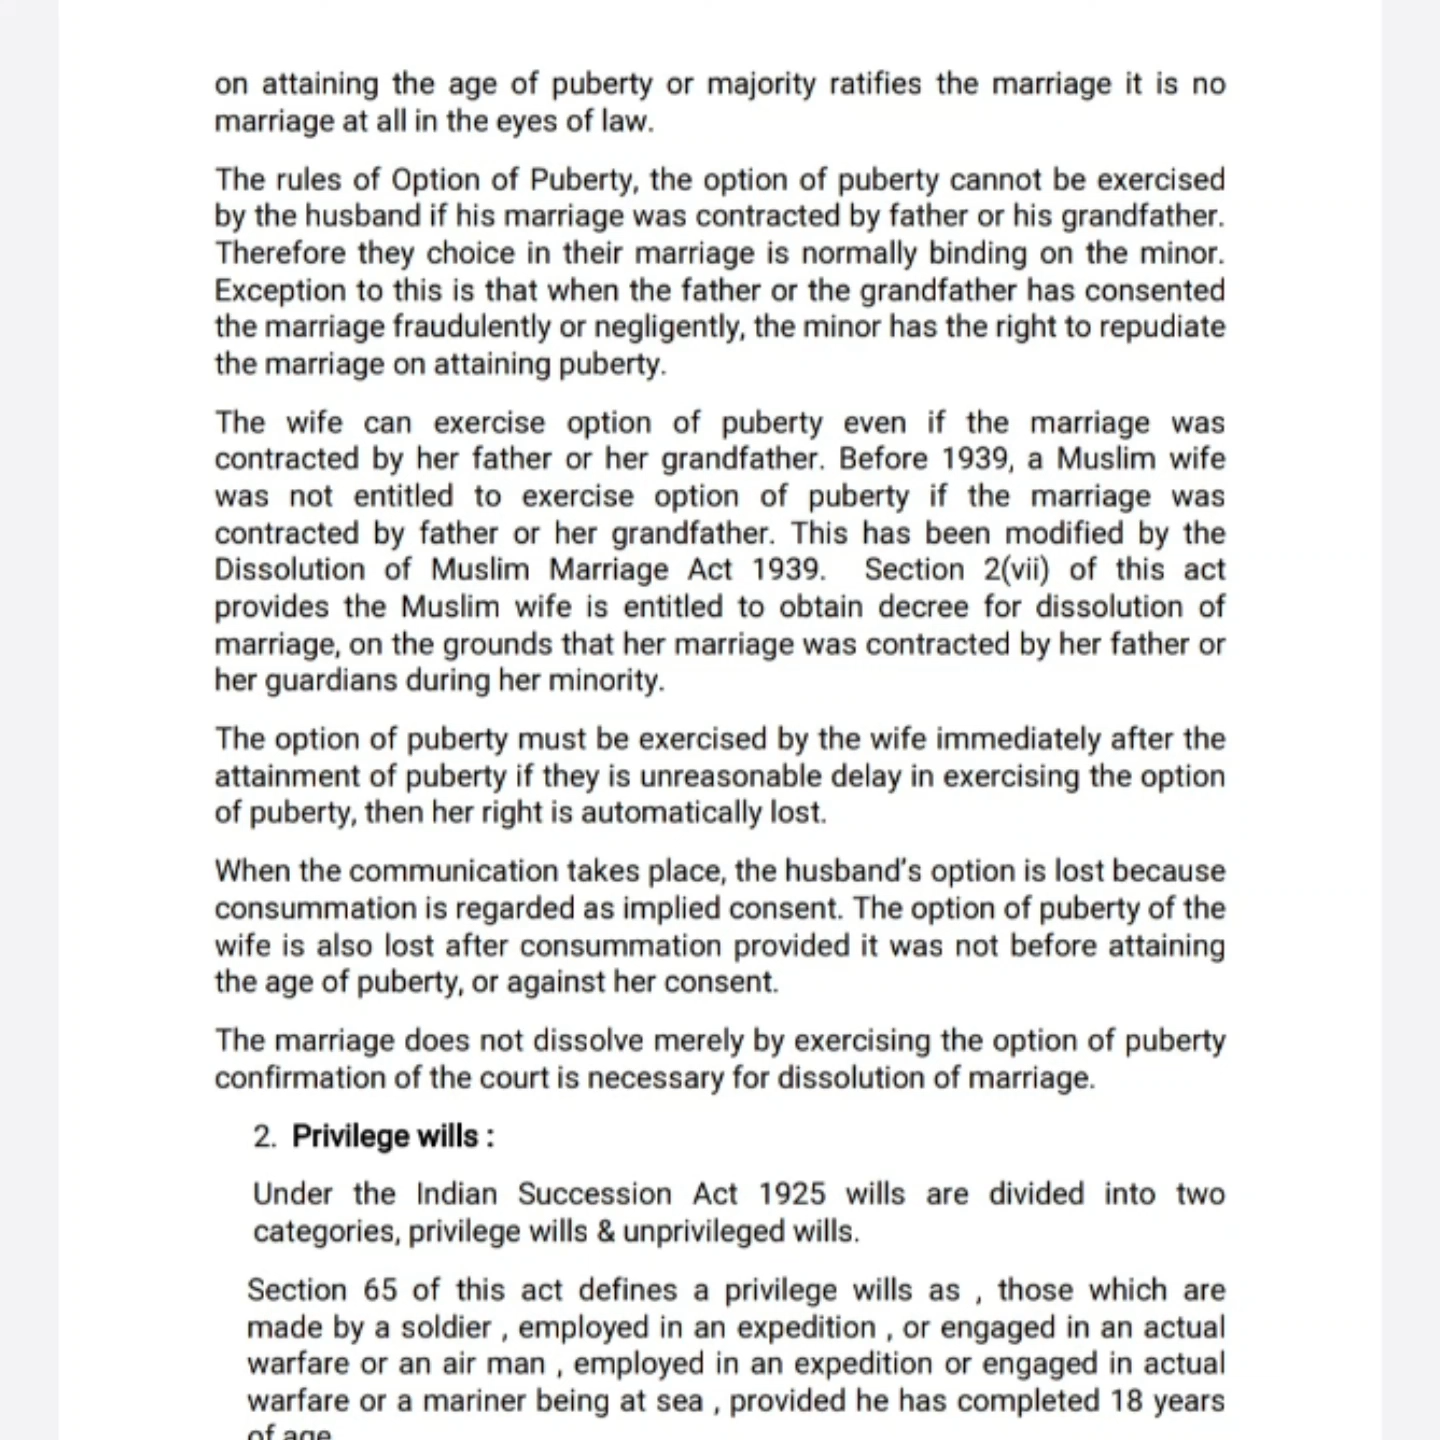 on attaining the age of puberty or majority ratifies the marriage it is no
marriage at all in the eyes of law.
The rules of Option of Puberty, the option of puberty cannot be exercised
by the husband if his marriage was contracted by father or his grandfather.
Therefore they choice in their marriage is normally binding on the minor.
Exception to this is that when the father or the grandfather has consented
the marriage fraudulently or negligently, the minor has the right to repudiate
the marriage on attaining puberty.
The wife can exercise option of puberty even if the marriage was
contracted by her father or her grandfather. Before 1939, a Muslim wife
was not entitled to exercise option of puberty if the marriage was
contracted by father or her grandfather. This has been modified by the
Dissolution of Muslim Marriage Act 1939. Section 2(vii) of this act
provides the Muslim wife is entitled to obtain decree for dissolution of
marriage, on the grounds that her marriage was contracted by her father or
her guardians during her minority.
The option of puberty must be exercised by the wife immediately after the
attainment of puberty if they is unreasonable delay in exercising the option
of puberty, then her right is automatically lost.
When the communication takes place, the husband's option is lost because
consummation is regarded as implied consent. The option of puberty of the
wife is also lost after consummation provided it was not before attaining
the age of puberty, or against her consent.
The marriage does not dissolve merely by exercising the option of puberty
confirmation of the court is necessary for dissolution of marriage.
2. Privilege wills :
Under the Indian Succession Act 1925 wills are divided into two
categories, privilege wills & unprivileged wills.
Section 65 of this act defines a privilege wills as , those which are
made by a soldier , employed in an expedition , or engaged in an actual
warfare or an air man , employed in an expedition or engaged in actual
warfare or a mariner being at sea , provided he has completed 18 years
of age